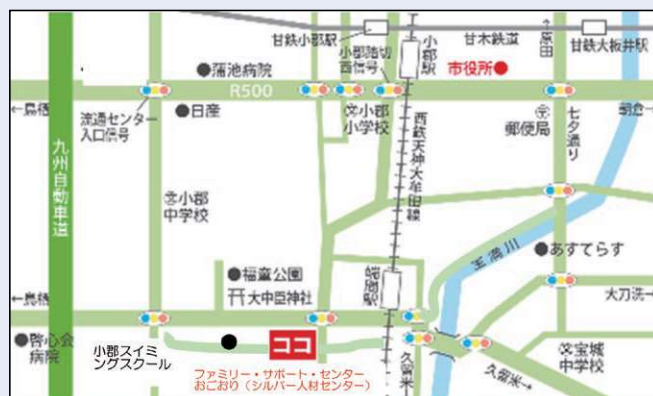 甘鉄小郡駅
小郡踏切
西信号
小郡駅
甘木鉄道
↑原田
甘鉄大板井駅
蒲池病院
市役所
R500
←鳥栖
流通センター
入口信号
日産
小郡
小学校
西鉄天神大牟田線
郵便局
七夕通り
朝倉→
九州自動車道
小郡
中学校
宝満川
あすてらす
福童公園
大中臣神社
端間駅
大刀洗→
←鳥栖
啓心会
病院
小郡スイミ
ングスクール
ココ
久留米←
久留米→
宝城
中学校
ファミリー・サポート・センター
おごおり（シルバー人材センター）